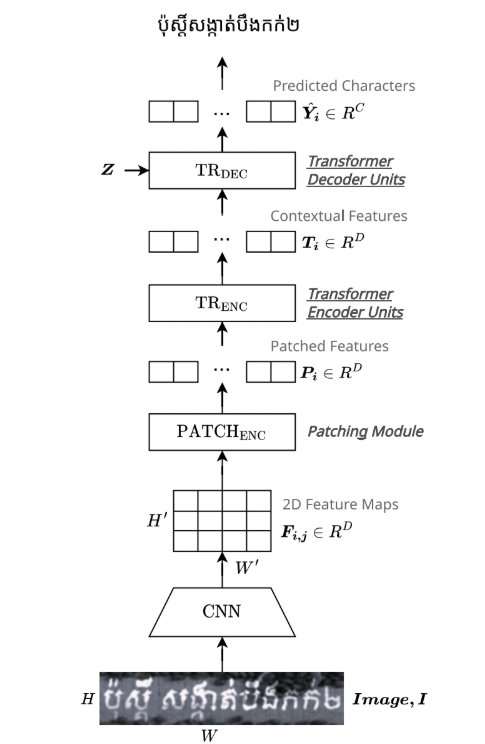 ប៉ុស្តិ៍សង្កាត់បឹងកក់២
Predicted Characters
... Ŷᵢ ∈ R^C
Z TR_DEC Transformer
Decoder Units
Contextual Features
... Tᵢ ∈ R^D
TR_ENC Transformer
Encoder Units
Patched Features
... Pᵢ ∈ R^D
PATCH_ENC Patching Module
2D Feature Maps
H′ F_{i,j} ∈ R^D
W′
CNN
H ប៉ុស្តិ៍ សង្កាត់បឹងកក់២ Image, I
W